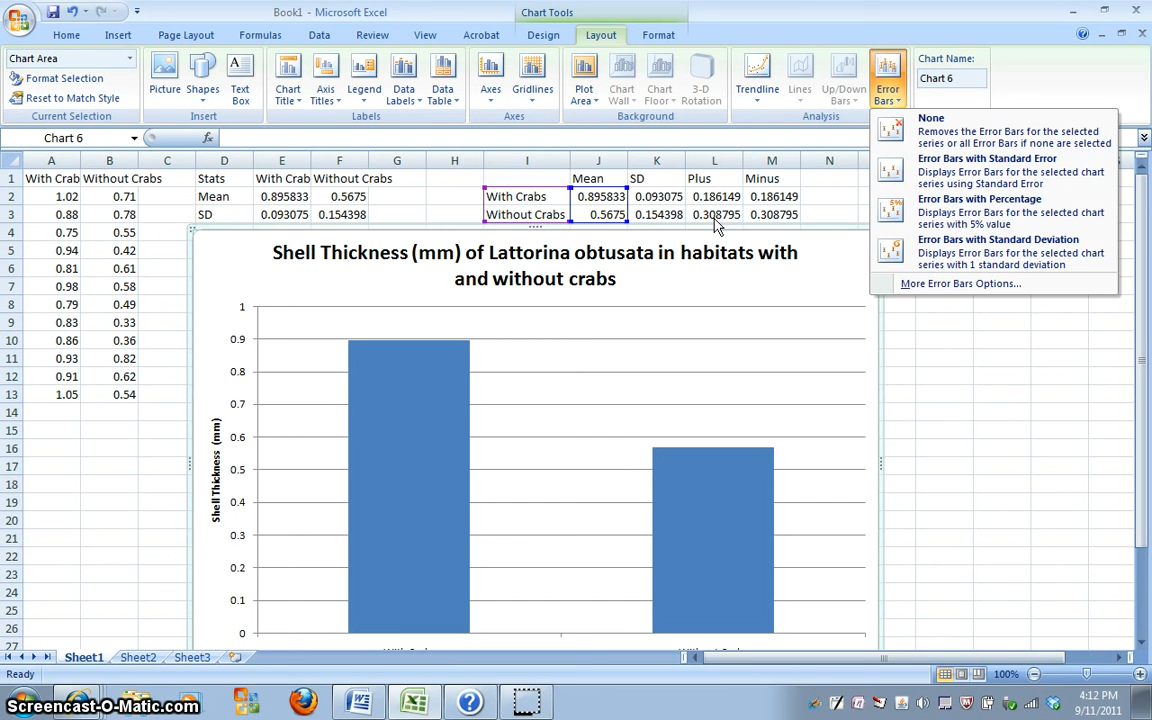 Book1 - Microsoft Excel
Chart Tools
Home Insert Page Layout Formulas Data Review View Acrobat Design Layout Format
Chart Area
Format Selection
Reset to Match Style
Current Selection
Picture Shapes Text Box
Insert
Chart Title Axis Titles Legend Data Labels Data Table
Labels
Axes Gridlines
Axes
Plot Area Chart Wall Chart Floor 3-D Rotation
Background
Trendline Lines Up/Down Bars Error Bars
Analysis
Chart Name:
Chart 6
None
Removes the Error Bars for the selected
series or all Error Bars if none are selected
Error Bars with Standard Error
Displays Error Bars for the selected chart
series using Standard Error
Error Bars with Percentage
Displays Error Bars for the selected chart
series with 5% value
Error Bars with Standard Deviation
Displays Error Bars for the selected chart
series with 1 standard deviation
More Error Bars Options...
Chart 6 fx
A B C D E F G H I J K L M N
1 With Crab Without Crabs Stats With Crab Without Crabs Mean SD Plus Minus
2 1.02 0.71 Mean 0.895833 0.5675 With Crabs 0.895833 0.093075 0.186149 0.186149
3 0.88 0.78 SD 0.093075 0.154398 Without Crabs 0.5675 0.154398 0.308795 0.308795
4 0.75 0.55
5 0.94 0.42
6 0.81 0.61
7 0.98 0.58
8 0.79 0.49
9 0.83 0.33
10 0.86 0.36
11 0.93 0.82
12 0.91 0.62
13 1.05 0.54
14
15
16
17
18
19
20
21
22
23
24
25
26
27
Shell Thickness (mm) of Lattorina obtusata in habitats with
and without crabs
Shell Thickness (mm)
1
0.9
0.8
0.7
0.6
0.5
0.4
0.3
0.2
0.1
0
Sheet1 Sheet2 Sheet3
Ready
100%
4:12 PM
9/11/2011
Screencast-O-Matic.com